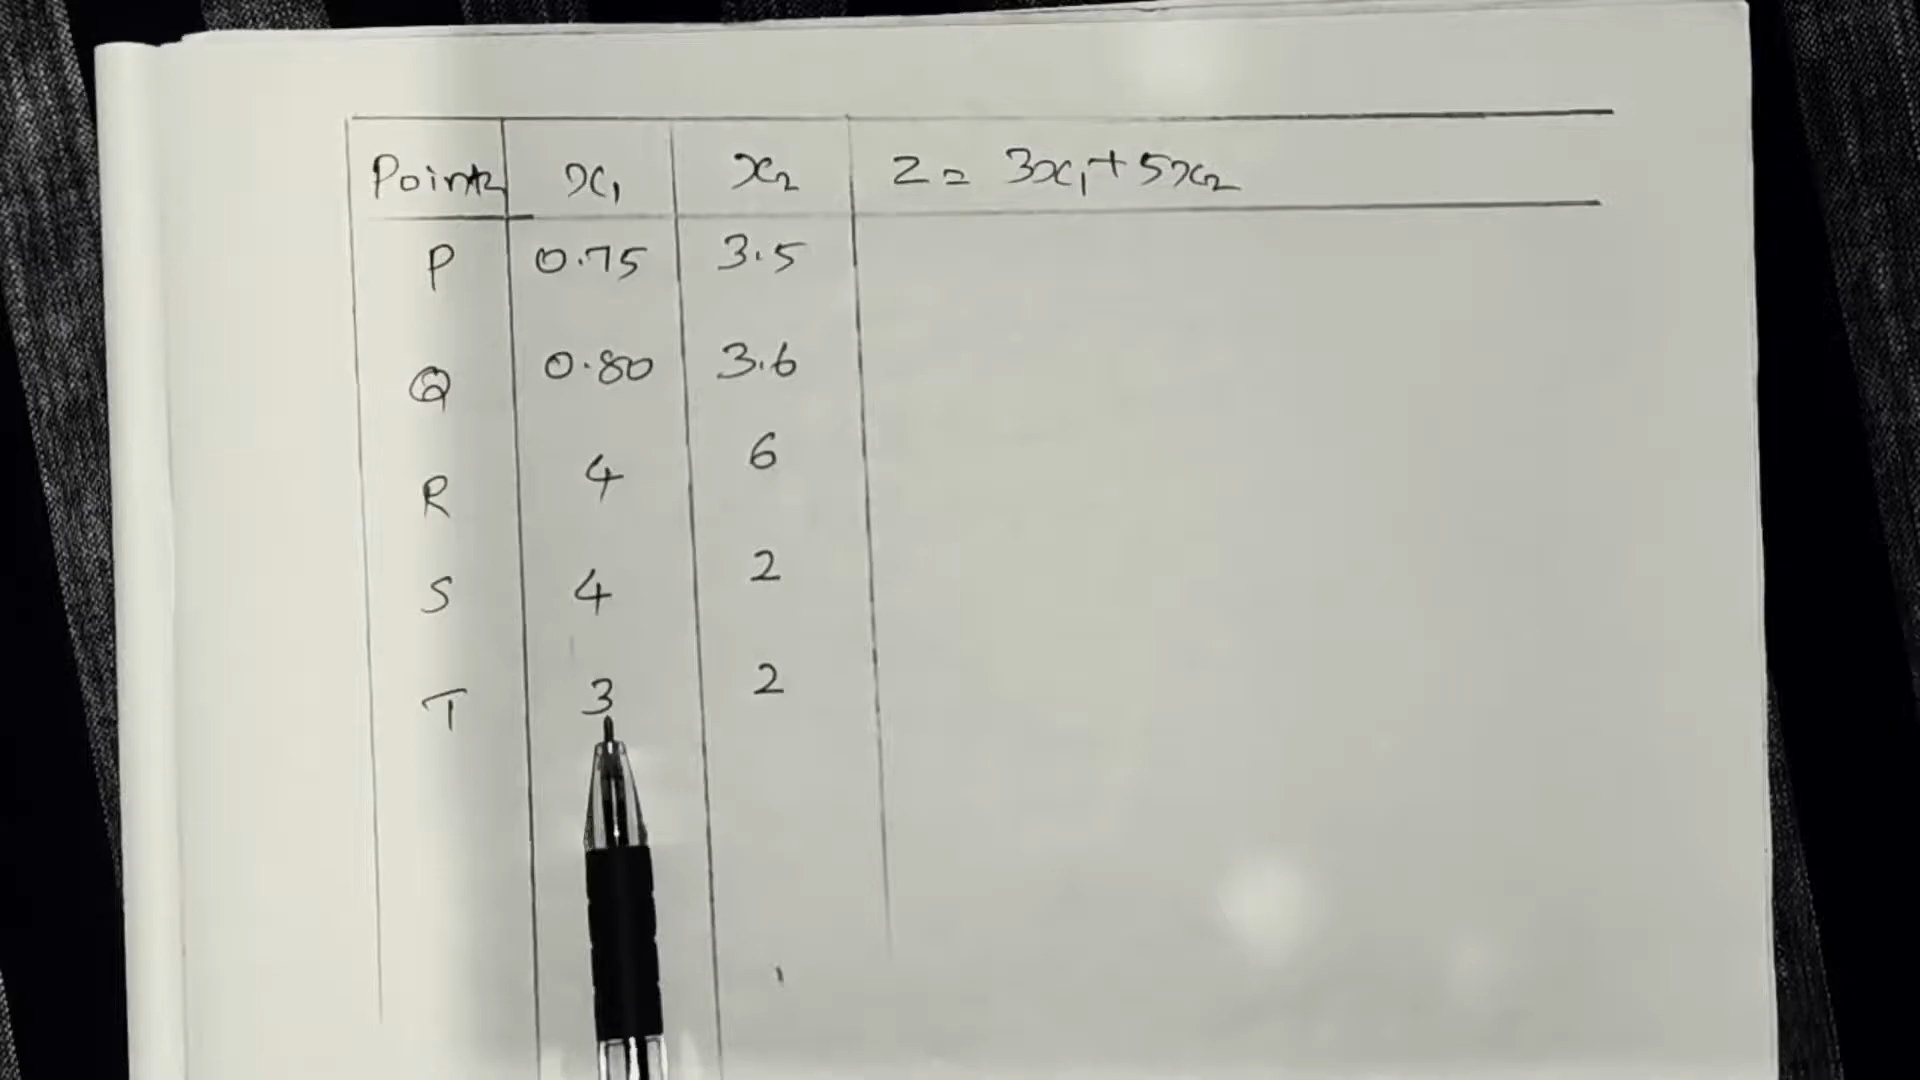 Points x₁ x₂ Z = 3x₁+5x₂
P 0.75 3.5
Q 0.80 3.6
R 4 6
S 4 2
T 3 2